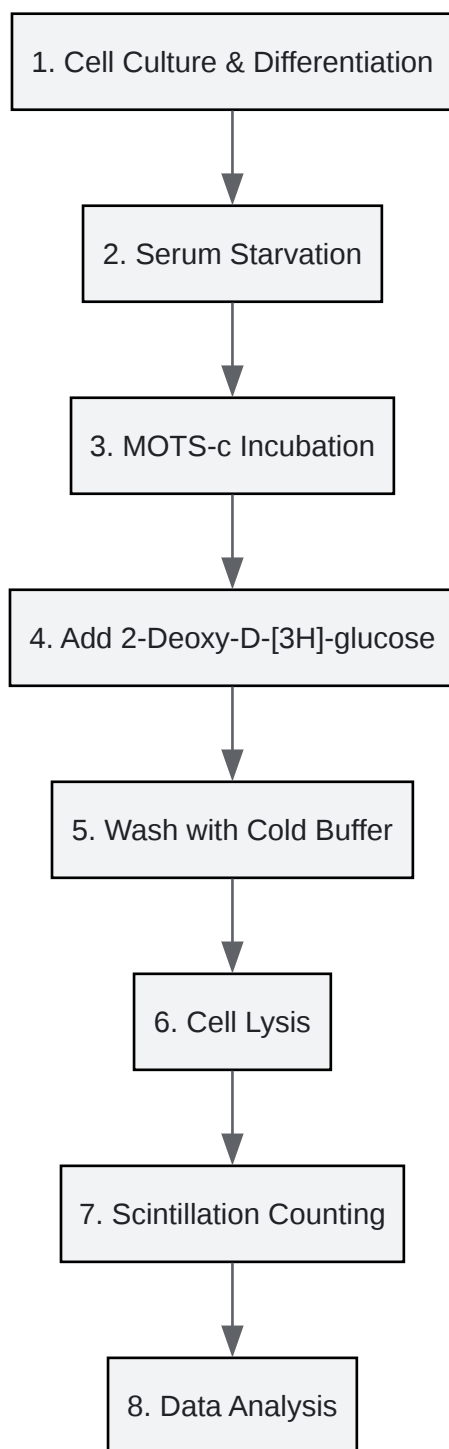 1. Cell Culture & Differentiation
2. Serum Starvation
3. MOTS-c Incubation
4. Add 2-Deoxy-D-[3H]-glucose
5. Wash with Cold Buffer
6. Cell Lysis
7. Scintillation Counting
8. Data Analysis